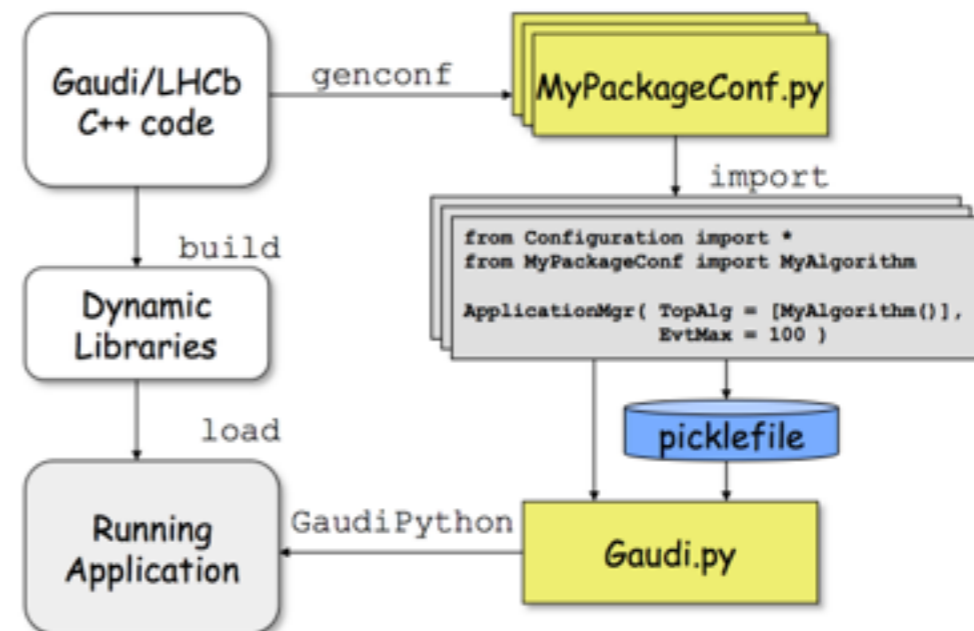 Gaudi/LHCb
C++ code
genconf
MyPackageConf.py
import
build
from Configuration import *
from MyPackageConf import MyAlgorithm
ApplicationMgr( TopAlg = [MyAlgorithm()],
EvtMax = 100 )
Dynamic
Libraries
load
picklefile
GaudiPython
Running
Application
Gaudi.py